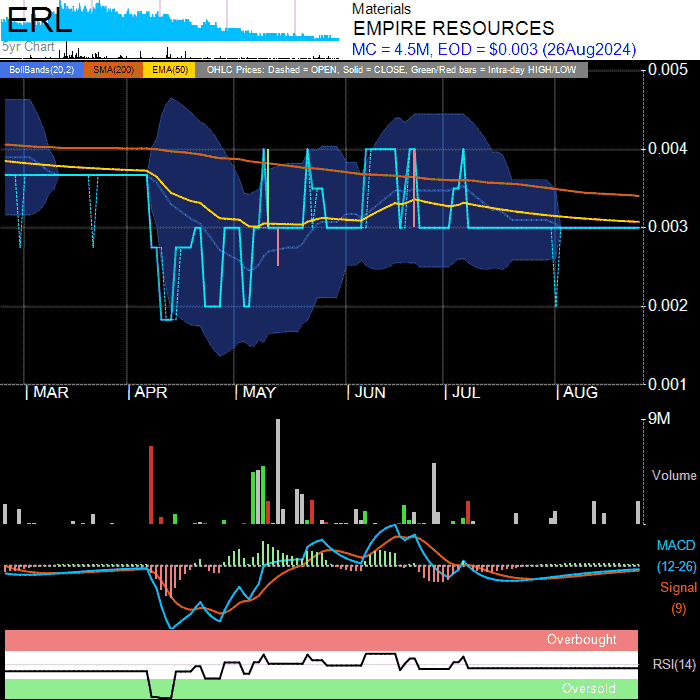 ERL
5yr Chart
Materials
EMPIRE RESOURCES
MC = 4.5M, EOD = $0.003 (26Aug2024)
BollBands(20,2) SMA(200) EMA(50) OHLC Prices: Dashed = OPEN, Solid = CLOSE, Green/Red bars = Intra-day HIGH/LOW
0.005
0.004
0.003
0.002
0.001
MAR APR MAY JUN JUL AUG
9M
Volume
MACD
(12-26)
Signal
(9)
Overbought
RSI(14)
Oversold